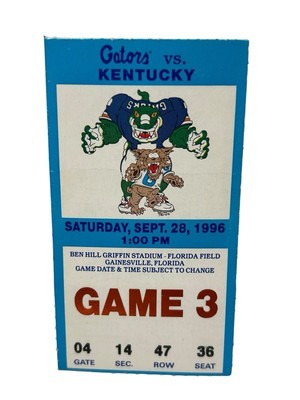 Gators vs.
KENTUCKY
SATURDAY, SEPT. 28, 1996
1:00 PM
BEN HILL GRIFFIN STADIUM - FLORIDA FIELD
GAINESVILLE, FLORIDA
GAME DATE & TIME SUBJECT TO CHANGE
GAME 3
04 14 47 36
GATE SEC. ROW SEAT